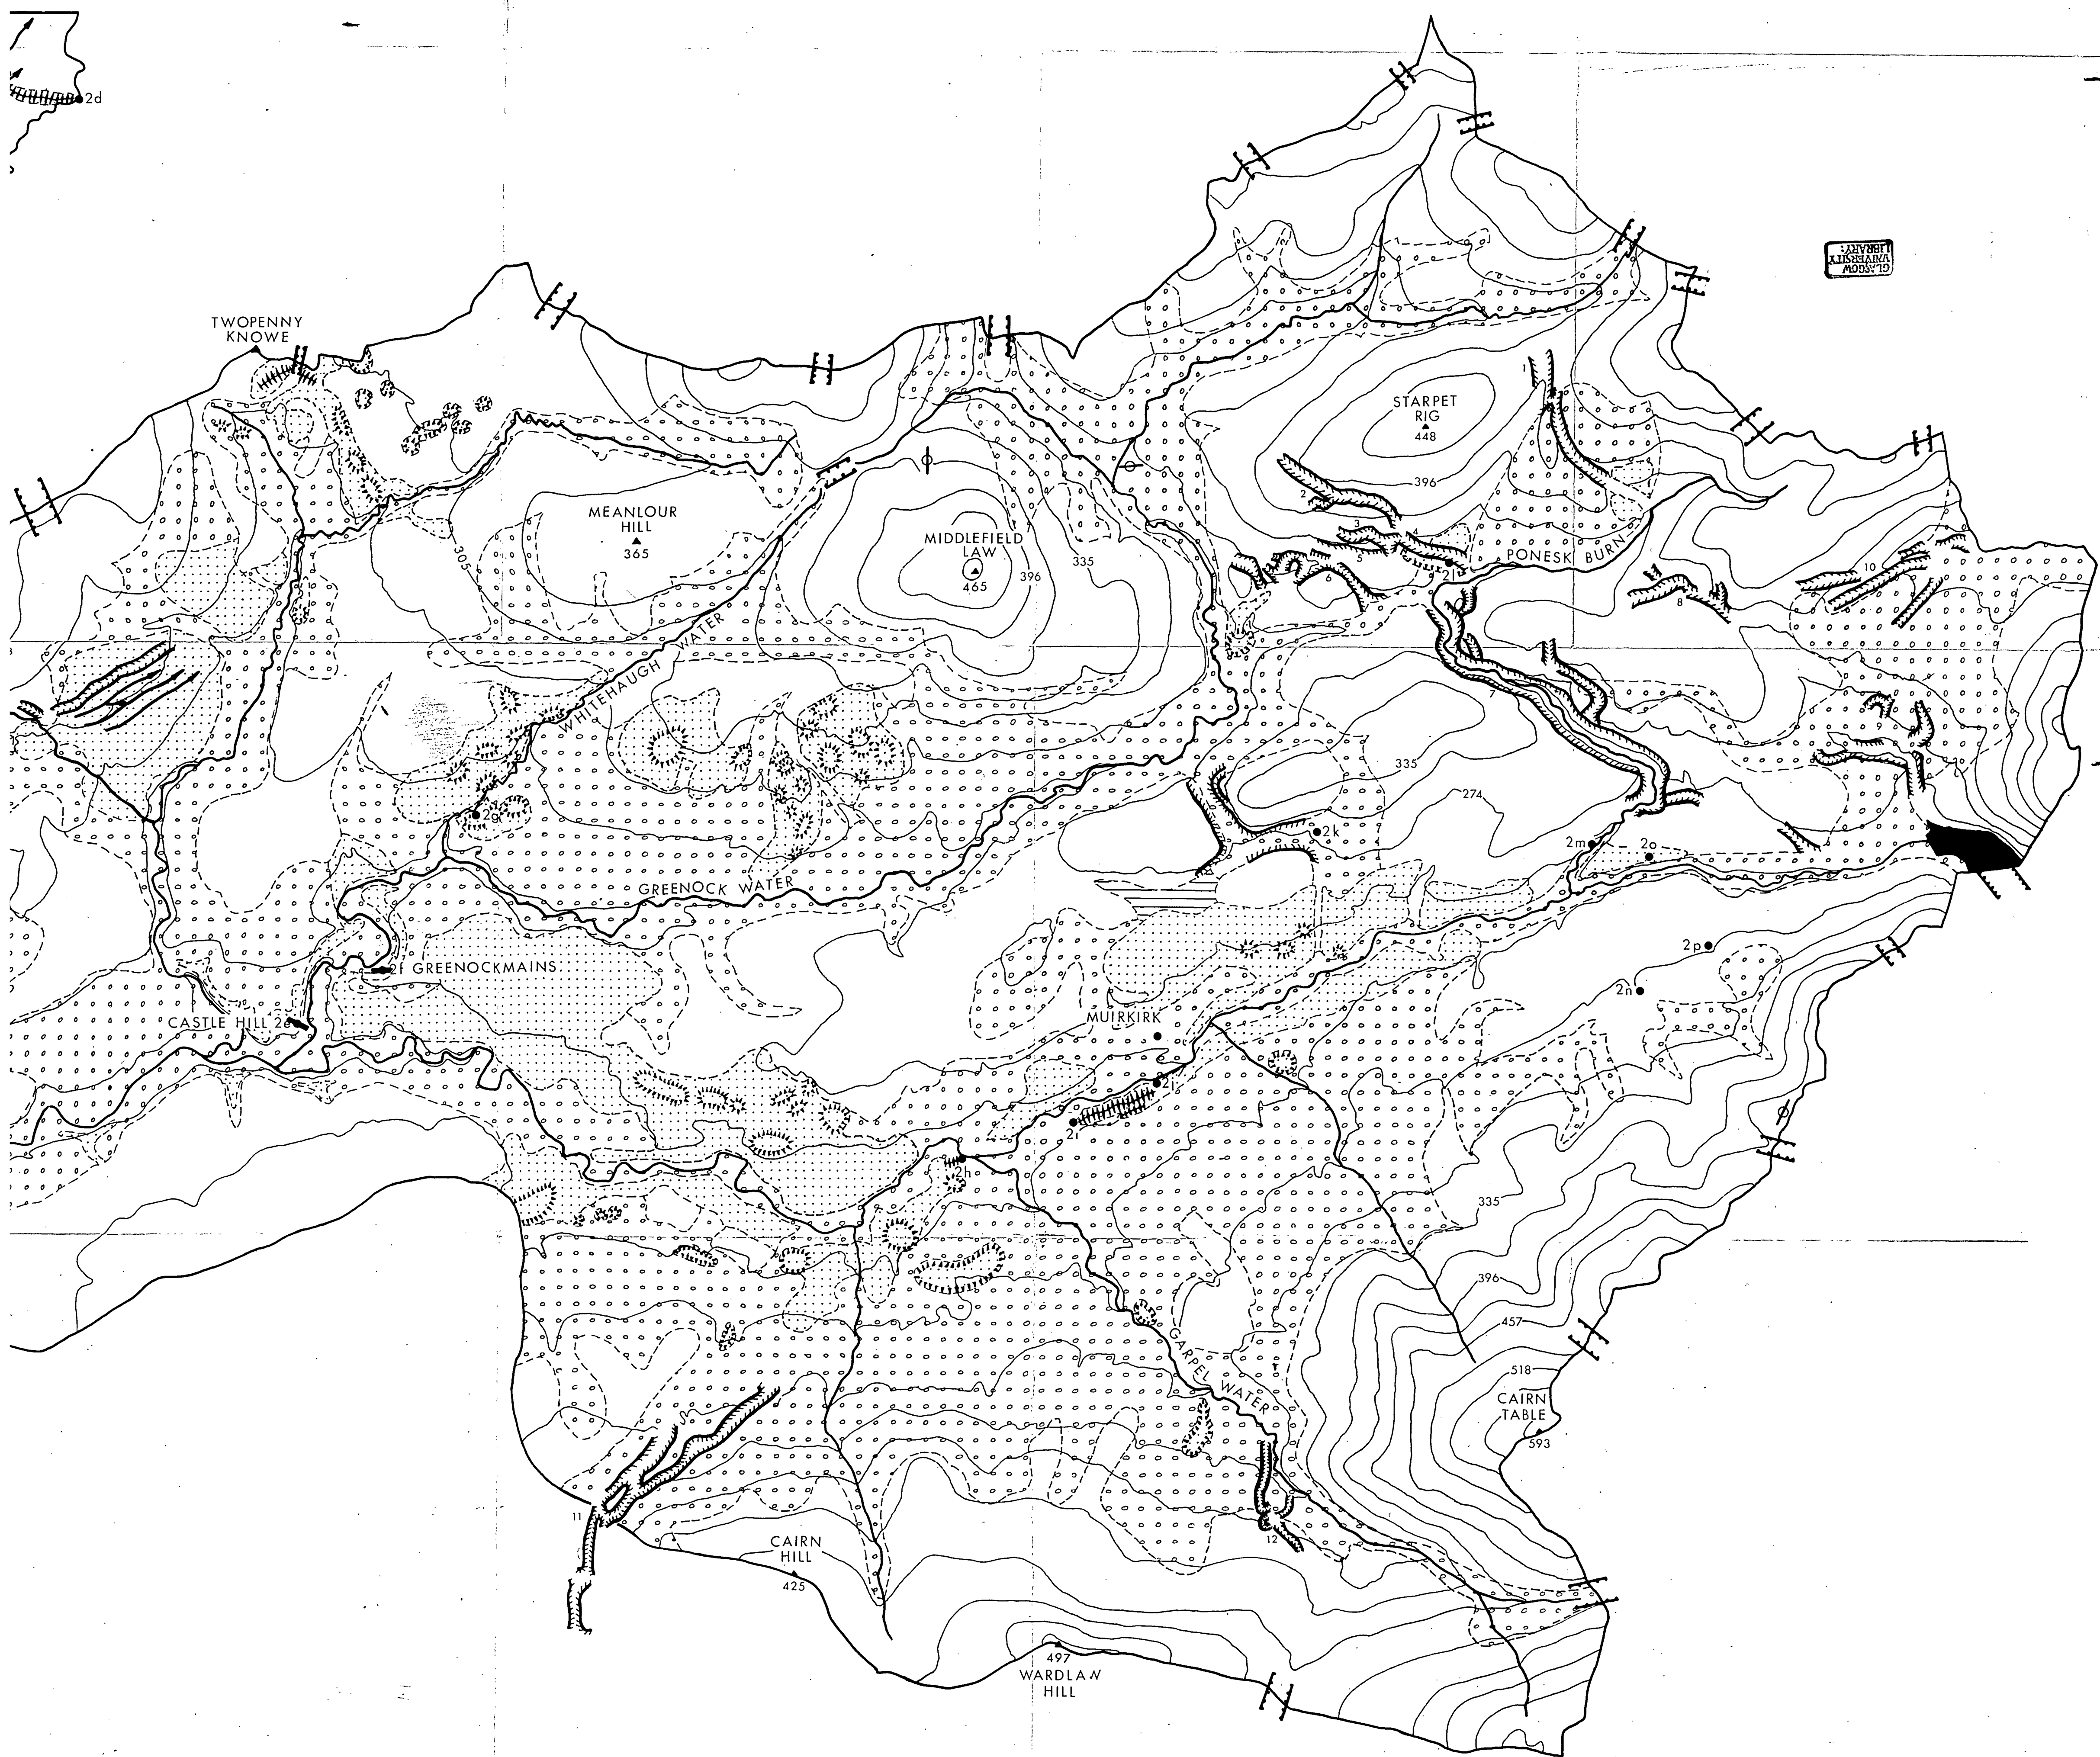 2d
GLASGOW
UNIVERSITY
LIBRARY:
TWOPENNY
KNOWE
STARPET
RIG
448
1
396
2
3
4
5
6
2l
PONESK BURN
MEANLOUR
HILL
365
305
MIDDLEFIELD
LAW
465
396
335
10
8
WHITEHAUGH WATER
7
335
274
2g
2k
2m
2o
GREENOCK WATER
2f GREENOCKMAINS
2p
2n
CASTLE HILL 2e
MUIRKIRK
2j
2i
2h
335
396
457
518
CAIRN
TABLE
593
GARPEL WATER
11
12
CAIRN
HILL
425
497
WARDLAW
HILL